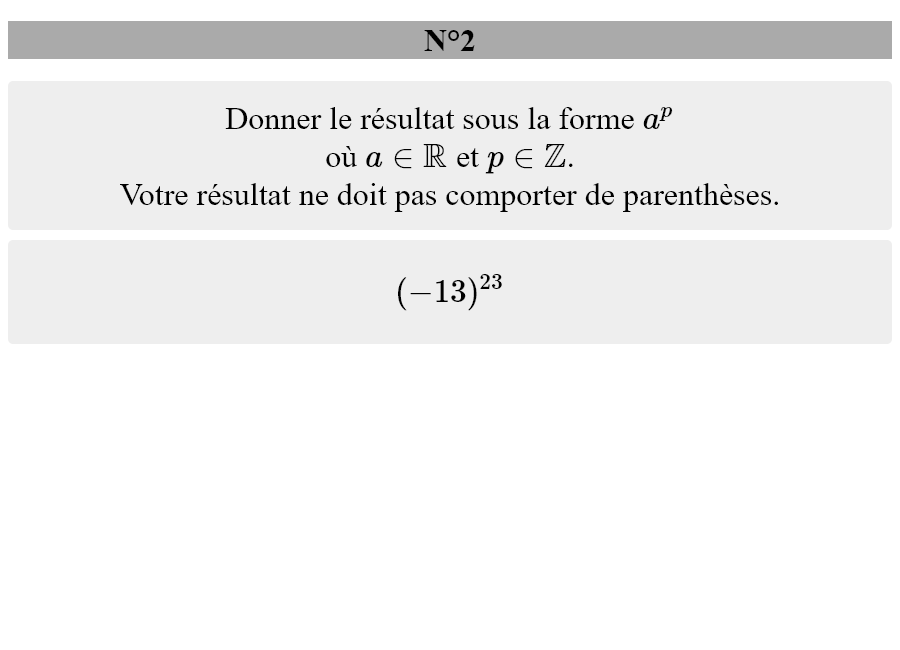 N°2
Donner le résultat sous la forme $a^p$
où $a \in \mathbb{R}$ et $p \in \mathbb{Z}$.
Votre résultat ne doit pas comporter de parenthèses.
$(-13)^{23}$